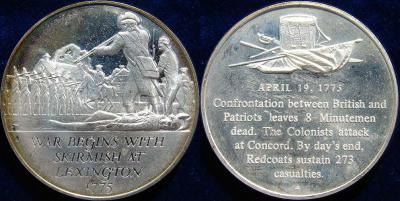 WAR BEGINS WITH
SKIRMISH AT
LEXINGTON
1775
APRIL 19, 1775
Confrontation between British and
Patriots leaves 8 Minutemen
dead. The Colonists attack
at Concord. By day's end,
Redcoats sustain 273
casualties.